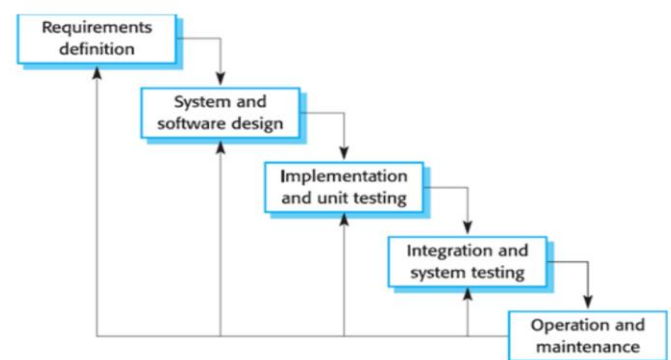 Requirements
definition
System and
software design
Implementation
and unit testing
Integration and
system testing
Operation and
maintenance